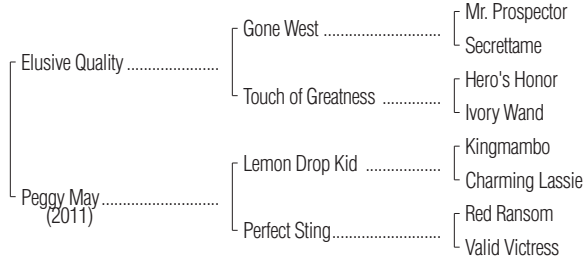 Mr. Prospector
Gone West ......................
Secrettame
Elusive Quality .....................
Hero's Honor
Touch of Greatness .............
Ivory Wand
Kingmambo
Lemon Drop Kid .................
Charming Lassie
Peggy May ...........................
(2011)
Red Ransom
Perfect Sting........................
Valid Victress